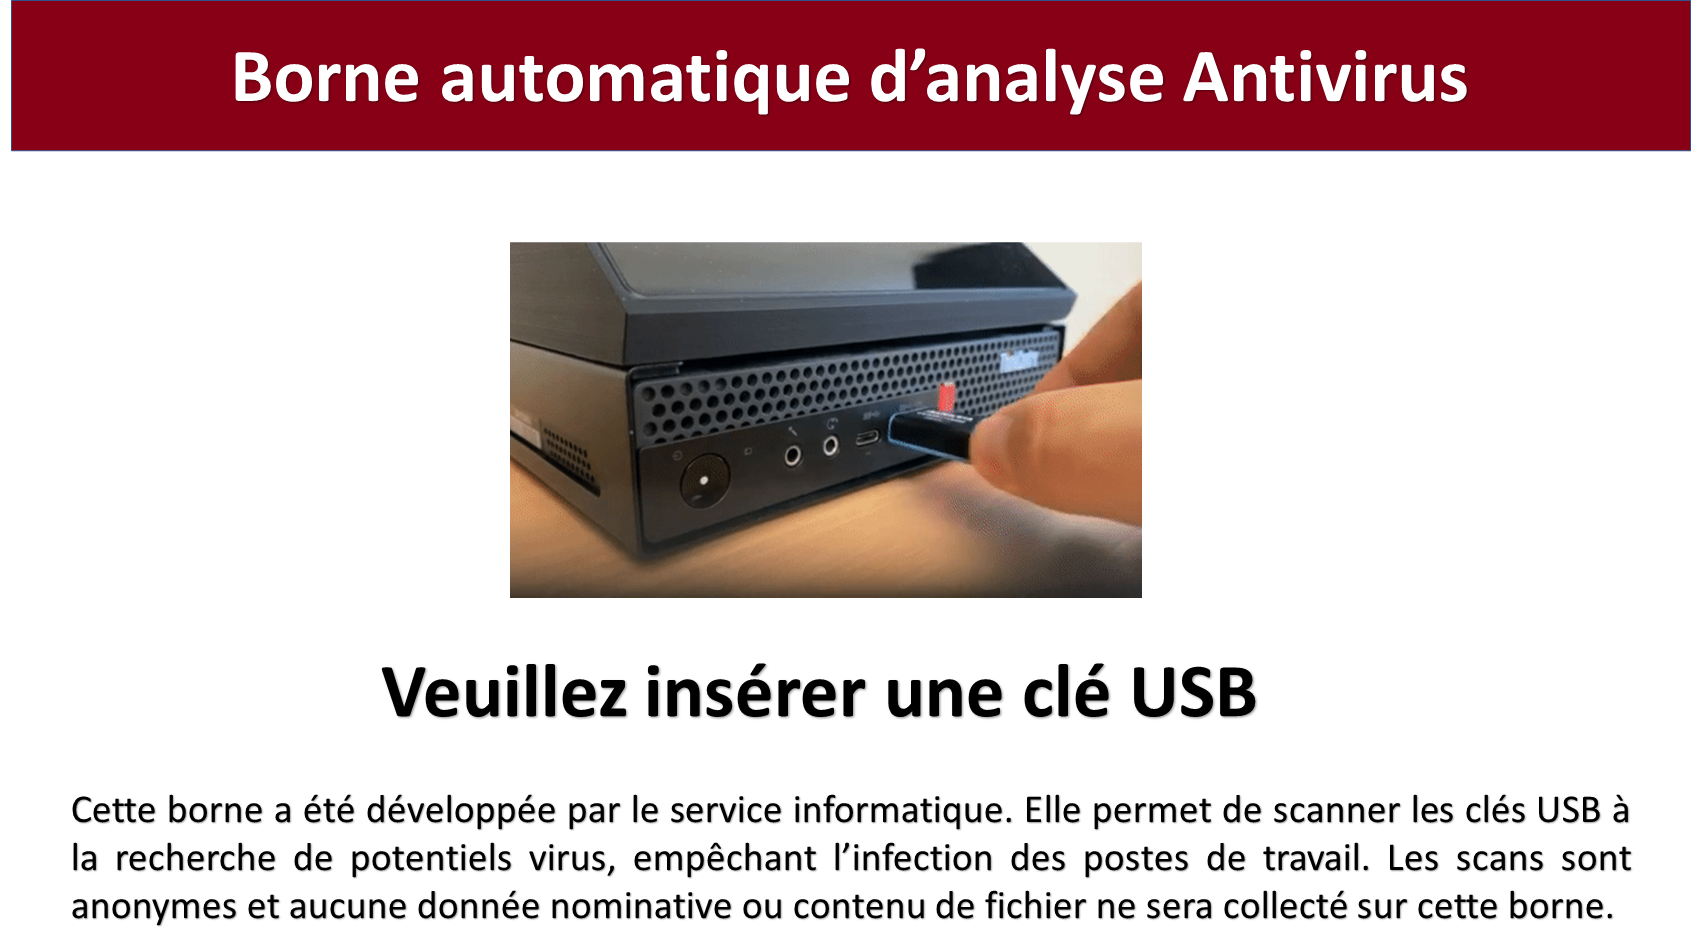 Borne automatique d’analyse Antivirus
Veuillez insérer une clé USB
Cette borne a été développée par le service informatique. Elle permet de scanner les clés USB à
la recherche de potentiels virus, empêchant l’infection des postes de travail. Les scans sont
anonymes et aucune donnée nominative ou contenu de fichier ne sera collecté sur cette borne.